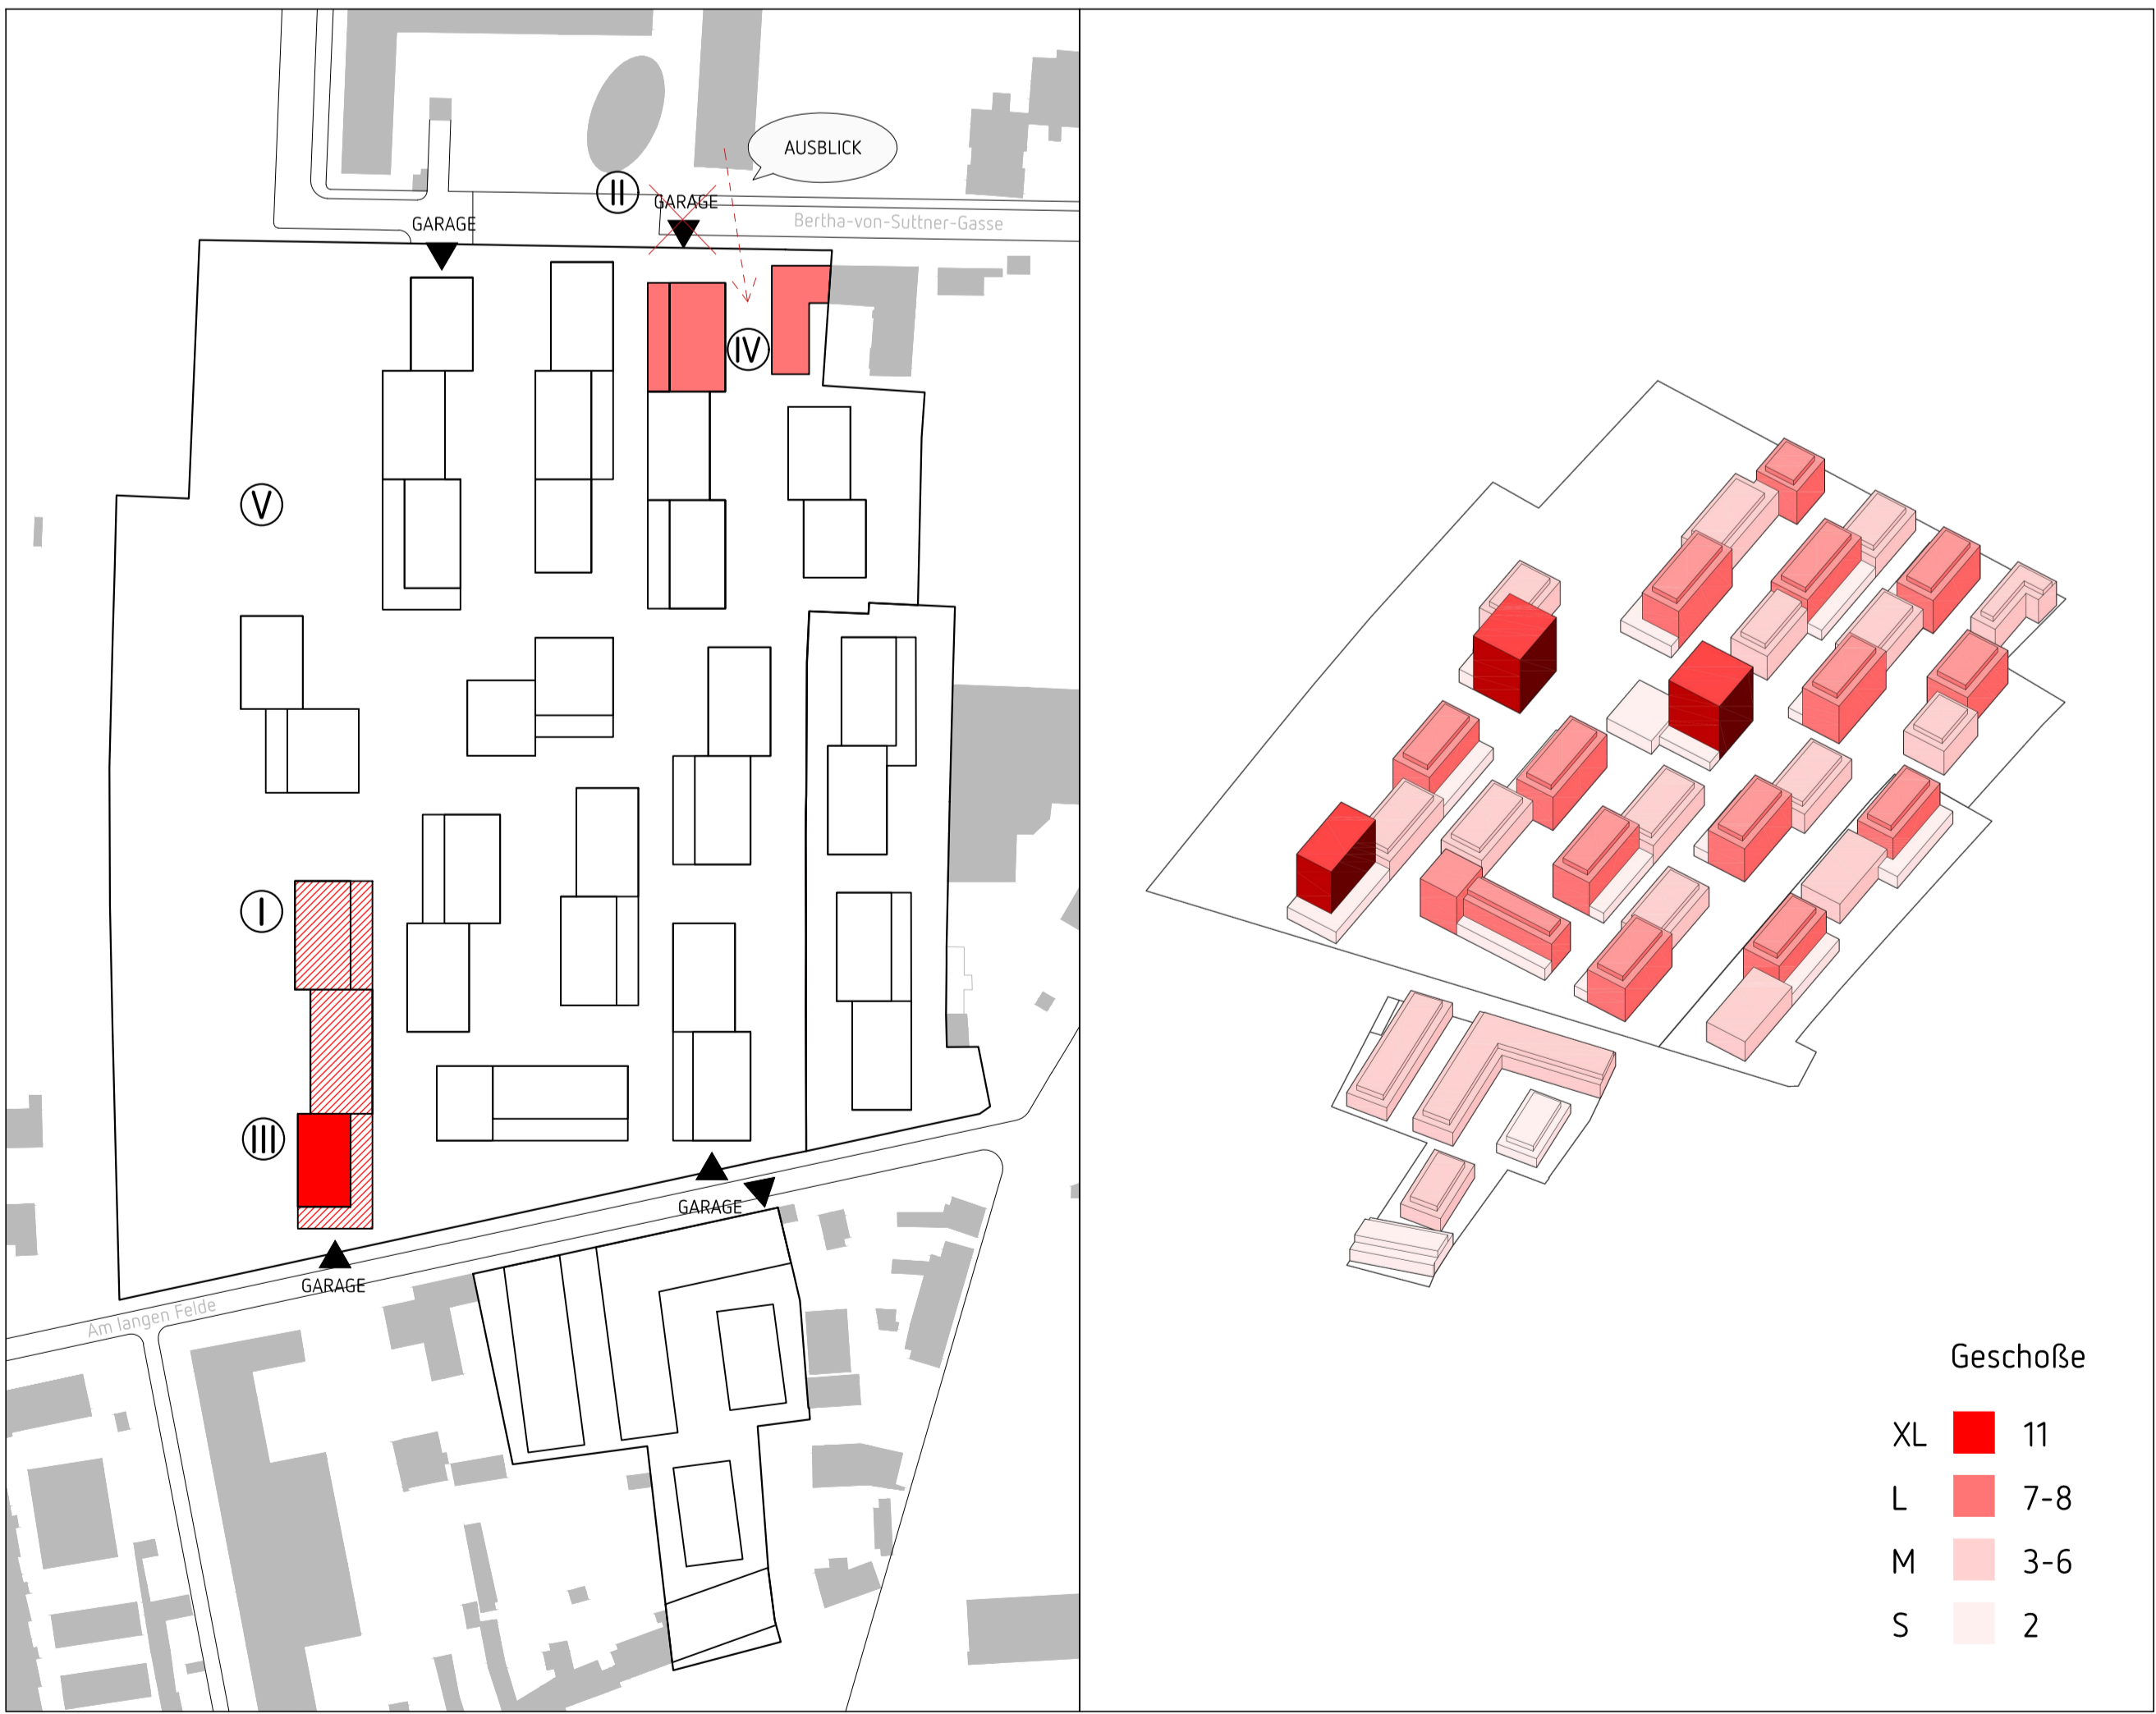 AUSBLICK
II
GARAGE
Bertha-von-Suttner-Gasse
GARAGE
IV
V
I
III
GARAGE
GARAGE
Am langen Felde
Geschoße
XL 11
L 7-8
M 3-6
S 2